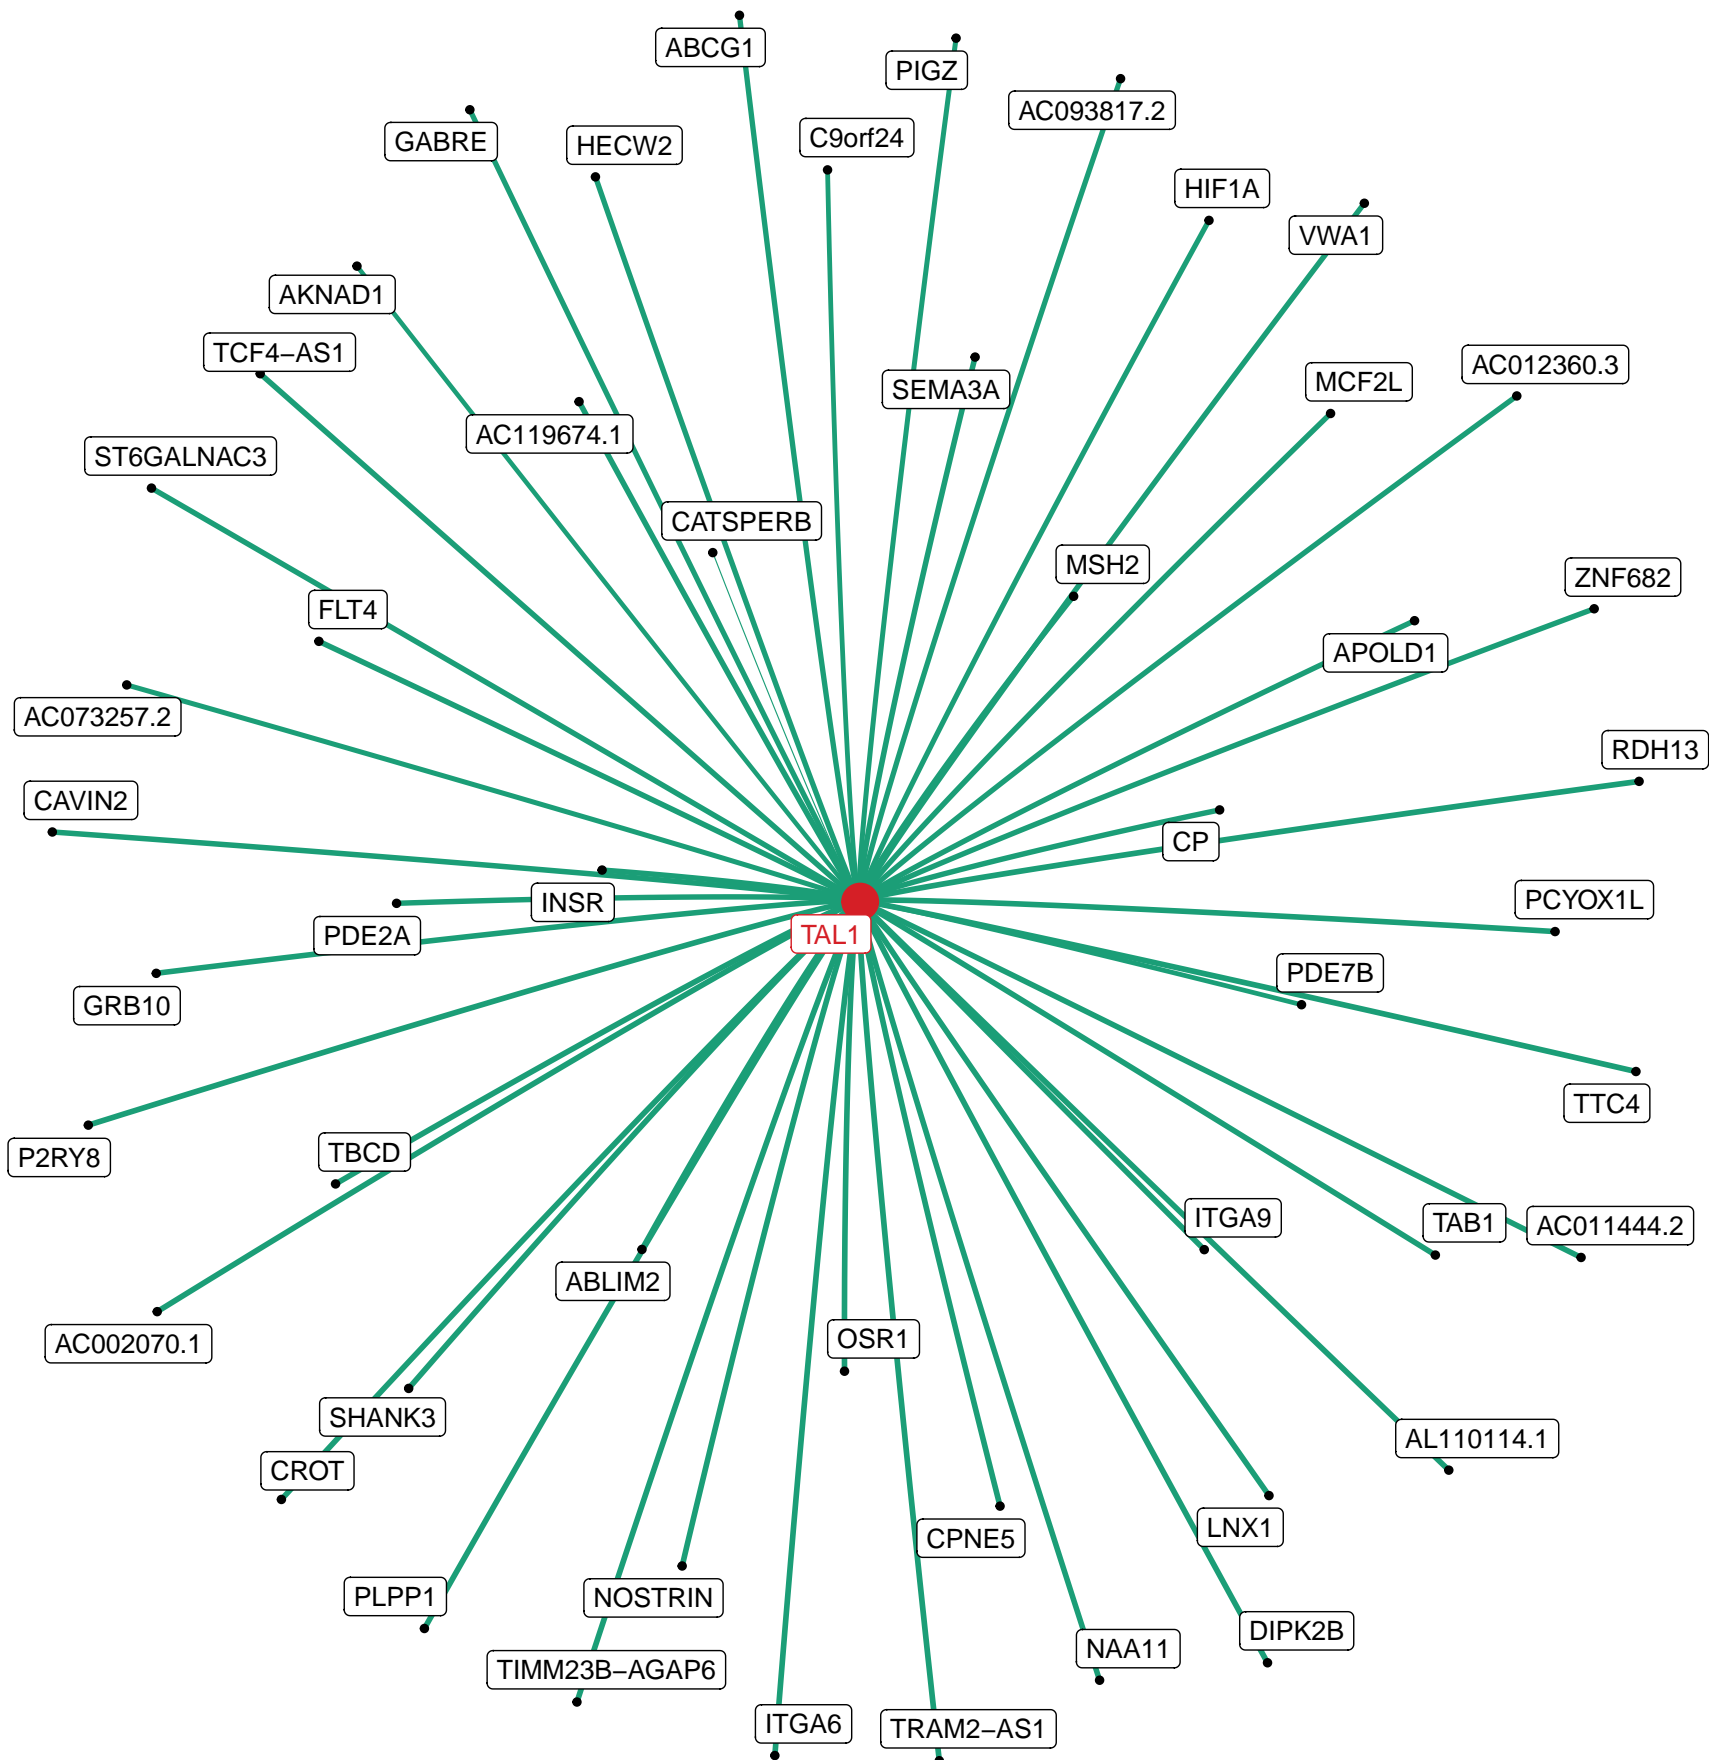 ABCG1
PIGZ
AC093817.2
GABRE
HECW2
C9orf24
HIF1A
VWA1
AKNAD1
TCF4−AS1
AC012360.3
MCF2L
SEMA3A
AC119674.1
ST6GALNAC3
CATSPERB
MSH2
ZNF682
FLT4
APOLD1
AC073257.2
RDH13
CAVIN2
CP
INSR
PCYOX1L
PDE2A
TAL1
PDE7B
GRB10
TTC4
TBCD
P2RY8
ITGA9
TAB1
AC011444.2
ABLIM2
OSR1
AC002070.1
SHANK3
AL110114.1
CROT
LNX1
CPNE5
PLPP1
NOSTRIN
DIPK2B
NAA11
TIMM23B−AGAP6
ITGA6
TRAM2−AS1